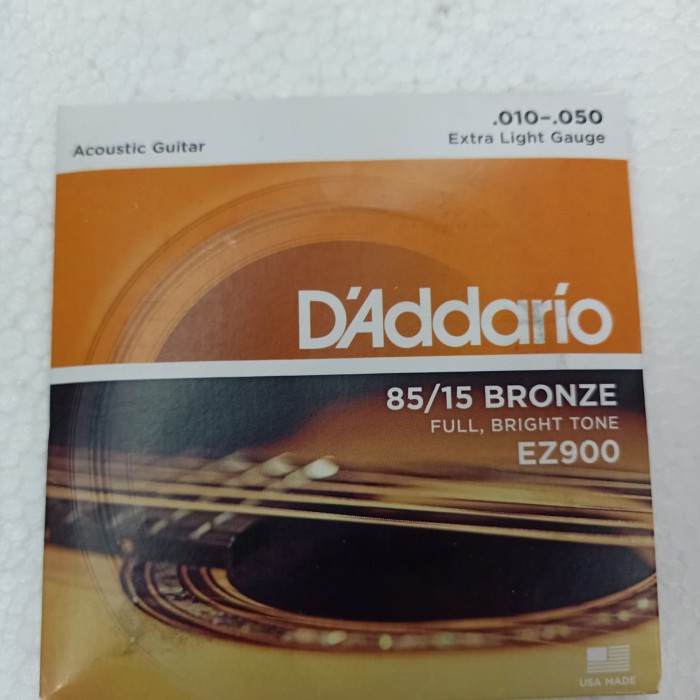 .010–.050
Acoustic Guitar
Extra Light Gauge
D'Addario
85/15 BRONZE
FULL, BRIGHT TONE
EZ900
USA MADE